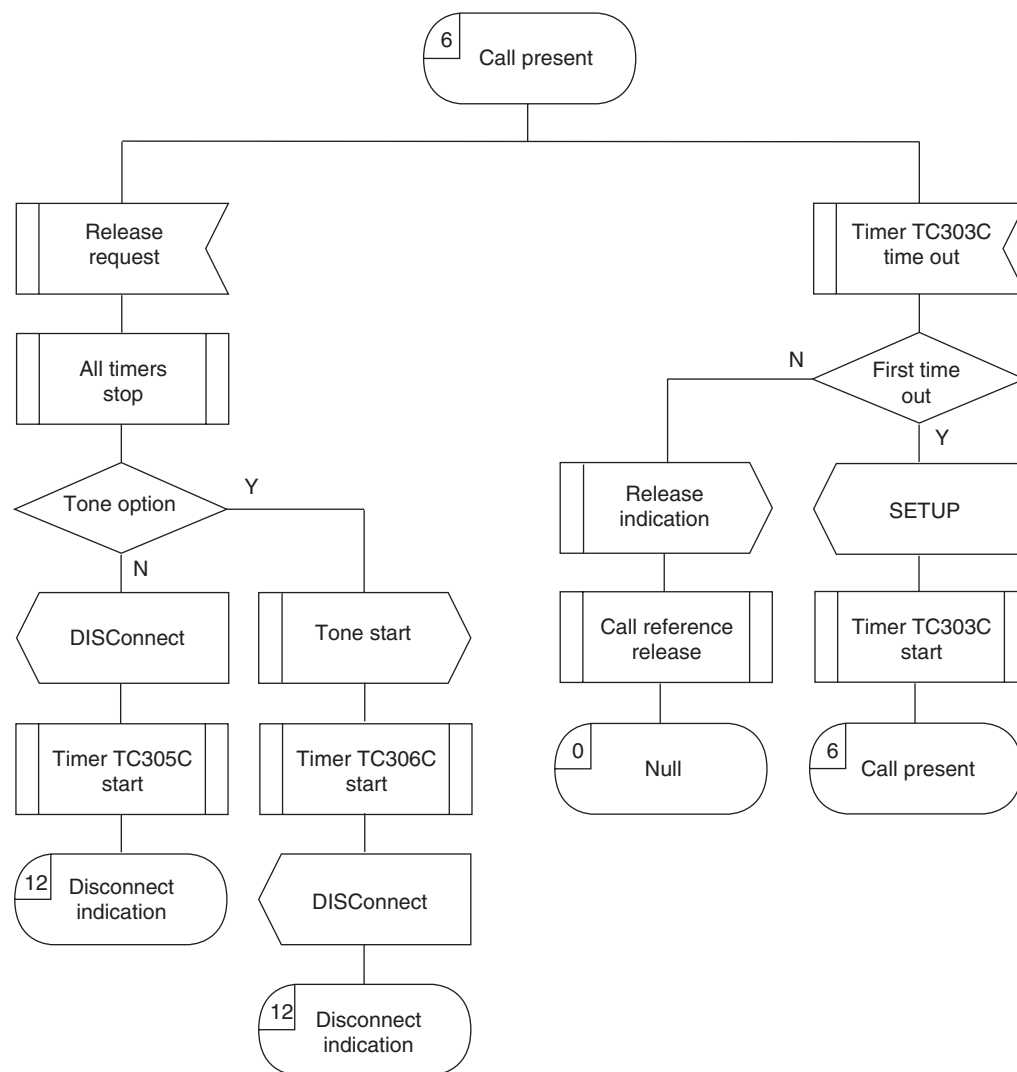 6
Call present
Release
request
Timer TC303C
time out
All timers
stop
N
First time
out
Y
Tone option
Y
N
Release
indication
SETUP
DISConnect
Tone start
Call reference
release
Timer TC303C
start
Timer TC305C
start
Timer TC306C
start
0
Null
6
Call present
12
Disconnect
indication
DISConnect
12
Disconnect
indication